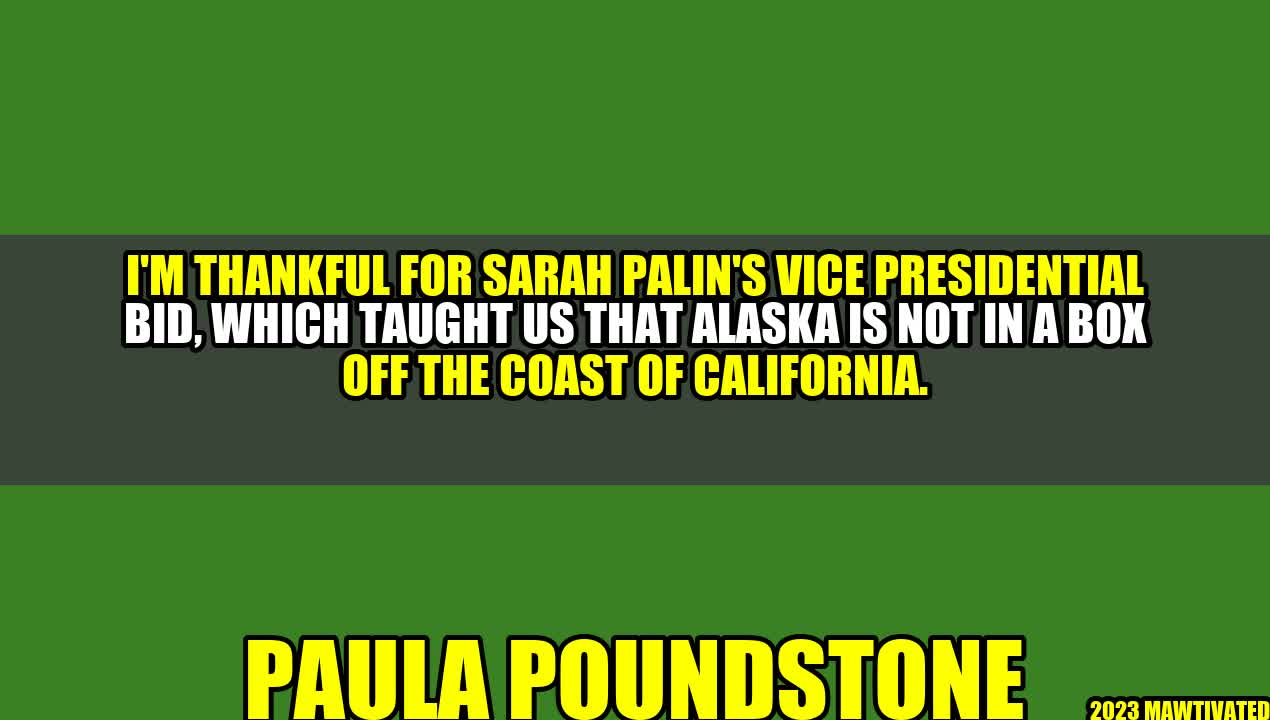 I'M THANKFUL FOR SARAH PALIN'S VICE PRESIDENTIAL
BID, WHICH TAUGHT US THAT ALASKA IS NOT IN A BOX
OFF THE COAST OF CALIFORNIA.
PAULA POUNDSTONE
2023 MAWTIVATED